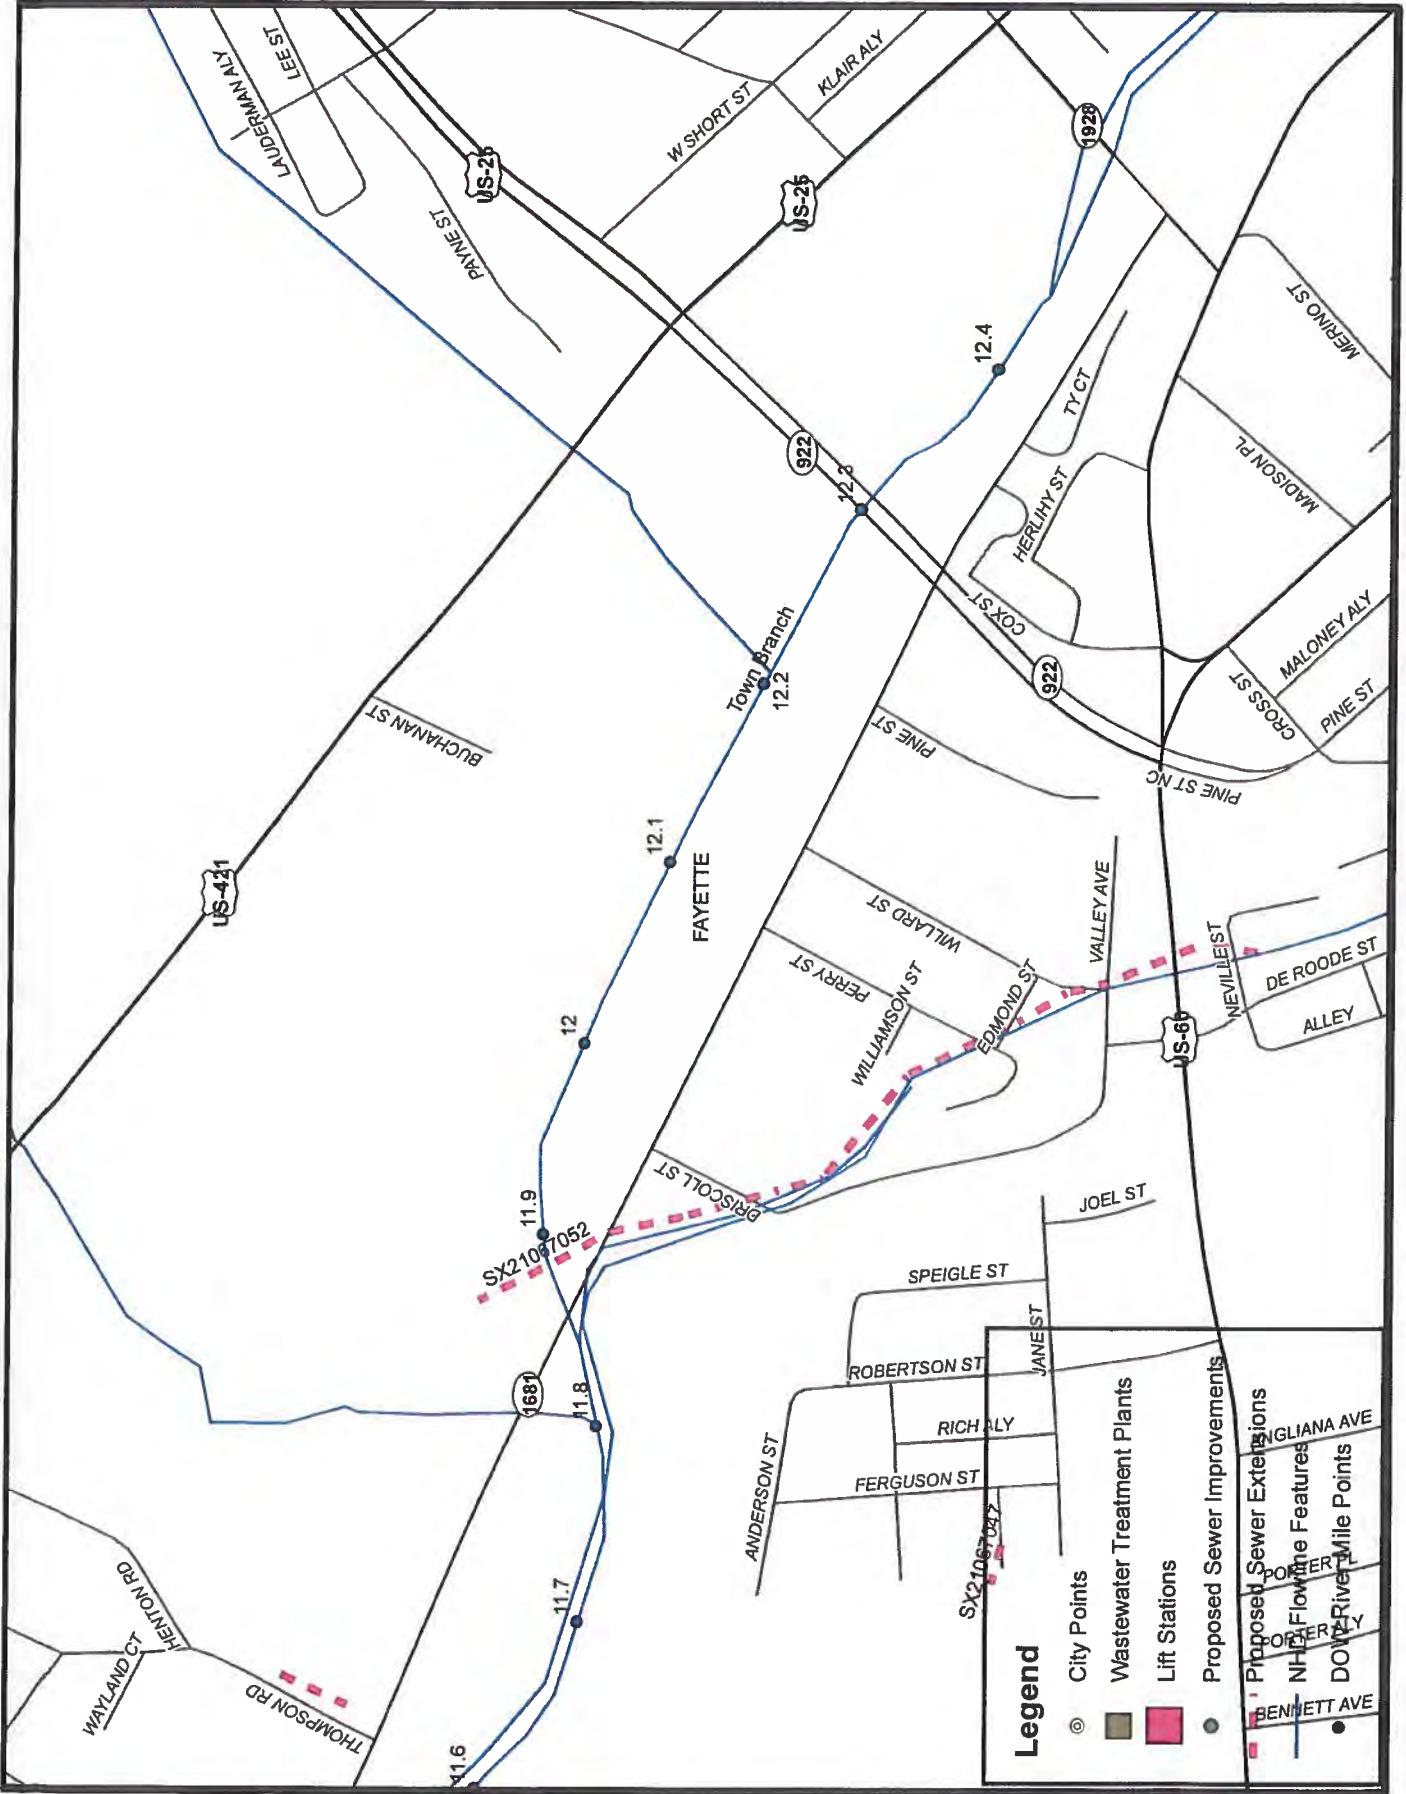 LAUDERMAN ALY
LEE ST
PAYNE ST
US-25
W SHORT ST
KLAIR ALY
US-25
1928
12.4
TY CT
MERINO ST
MADISON PL
HERLIHY ST
922
12.3
COX ST
922
MALONEY ALY
CROSS ST
PINE ST
PINE ST NC
PINE ST
Town Branch
12.2
BUCHANAN ST
US-421
12.1
FAYETTE
WILLARD ST
PERRY ST
WILLIAMSON ST
EDMOND ST
VALLEY AVE
NEVILLE ST
DE ROODE ST
ALLEY
US-60
12
11.9
SX21067052
DRISCOLL ST
JOEL ST
SPEIGLE ST
JANE ST
ROBERTSON ST
RICH ALY
FERGUSON ST
ANDERSON ST
SX21067047
1681
11.8
11.7
11.6
HENTON RD
WAYLAND CT
THOMPSON RD
Legend
City Points
Wastewater Treatment Plants
Lift Stations
Proposed Sewer Improvements
Proposed Sewer Extensions
NHD Flowline Features
DOW River Mile Points
PORTER ALY
BENNETT AVE